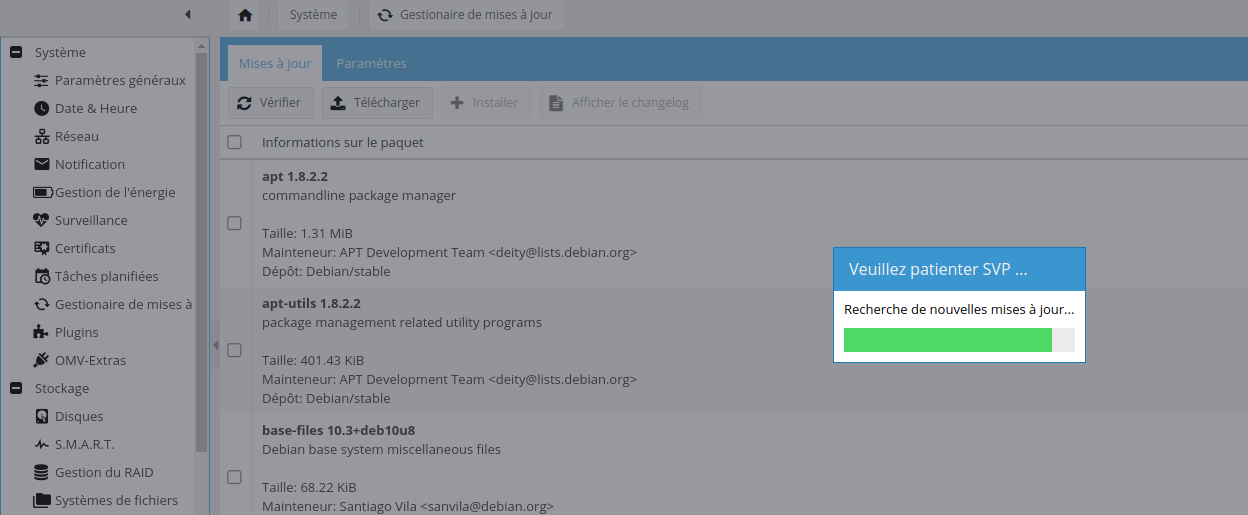 Système
Gestionaire de mises à jour
Système
Paramètres généraux
Date & Heure
Réseau
Notification
Gestion de l'énergie
Surveillance
Certificats
Tâches planifiées
Gestionaire de mises à
Plugins
OMV-Extras
Stockage
Disques
S.M.A.R.T.
Gestion du RAID
Systèmes de fichiers
Mises à jour
Paramètres
Vérifier
Télécharger
Installer
Afficher le changelog
Informations sur le paquet
apt 1.8.2.2
commandline package manager
Taille: 1.31 MiB
Mainteneur: APT Development Team <deity@lists.debian.org>
Dépôt: Debian/stable
apt-utils 1.8.2.2
package management related utility programs
Taille: 401.43 KiB
Mainteneur: APT Development Team <deity@lists.debian.org>
Dépôt: Debian/stable
base-files 10.3+deb10u8
Debian base system miscellaneous files
Taille: 68.22 KiB
Mainteneur: Santiago Vila <sanvila@debian.org>
Veuillez patienter SVP ...
Recherche de nouvelles mises à jour...